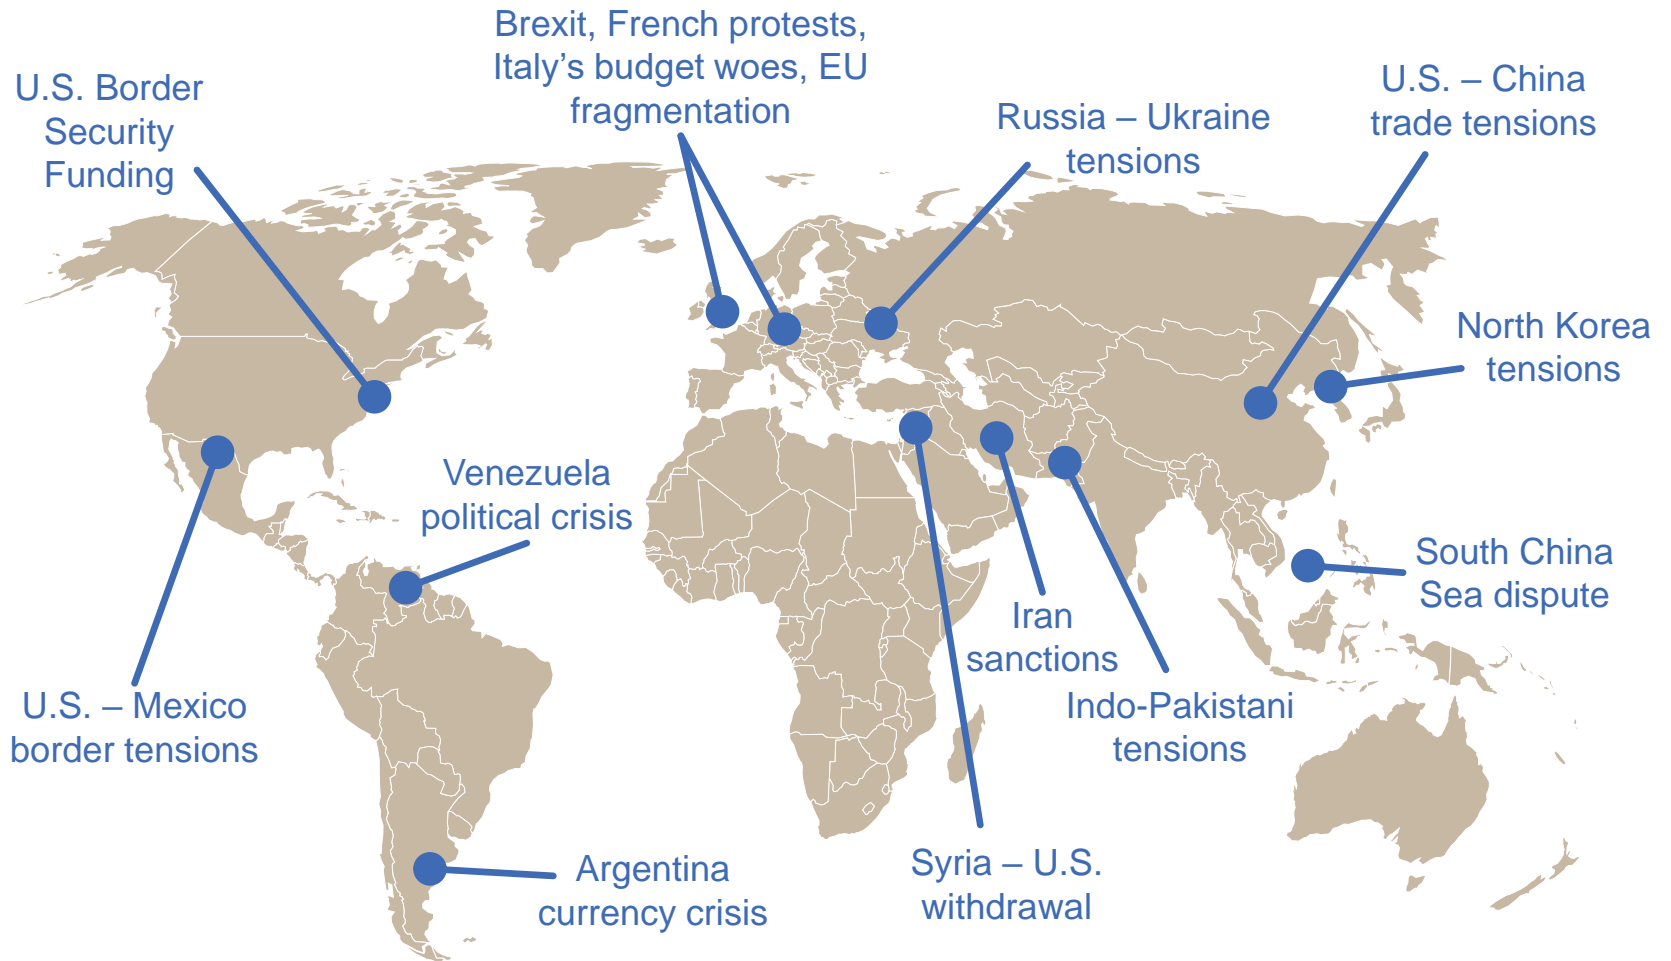 Brexit, French protests,
Italy’s budget woes, EU
fragmentation
U.S. Border
Security
Funding
Russia – Ukraine
tensions
U.S. – China
trade tensions
North Korea
tensions
Venezuela
political crisis
South China
Sea dispute
Iran
sanctions
U.S. – Mexico
border tensions
Indo-Pakistani
tensions
Argentina
currency crisis
Syria – U.S.
withdrawal